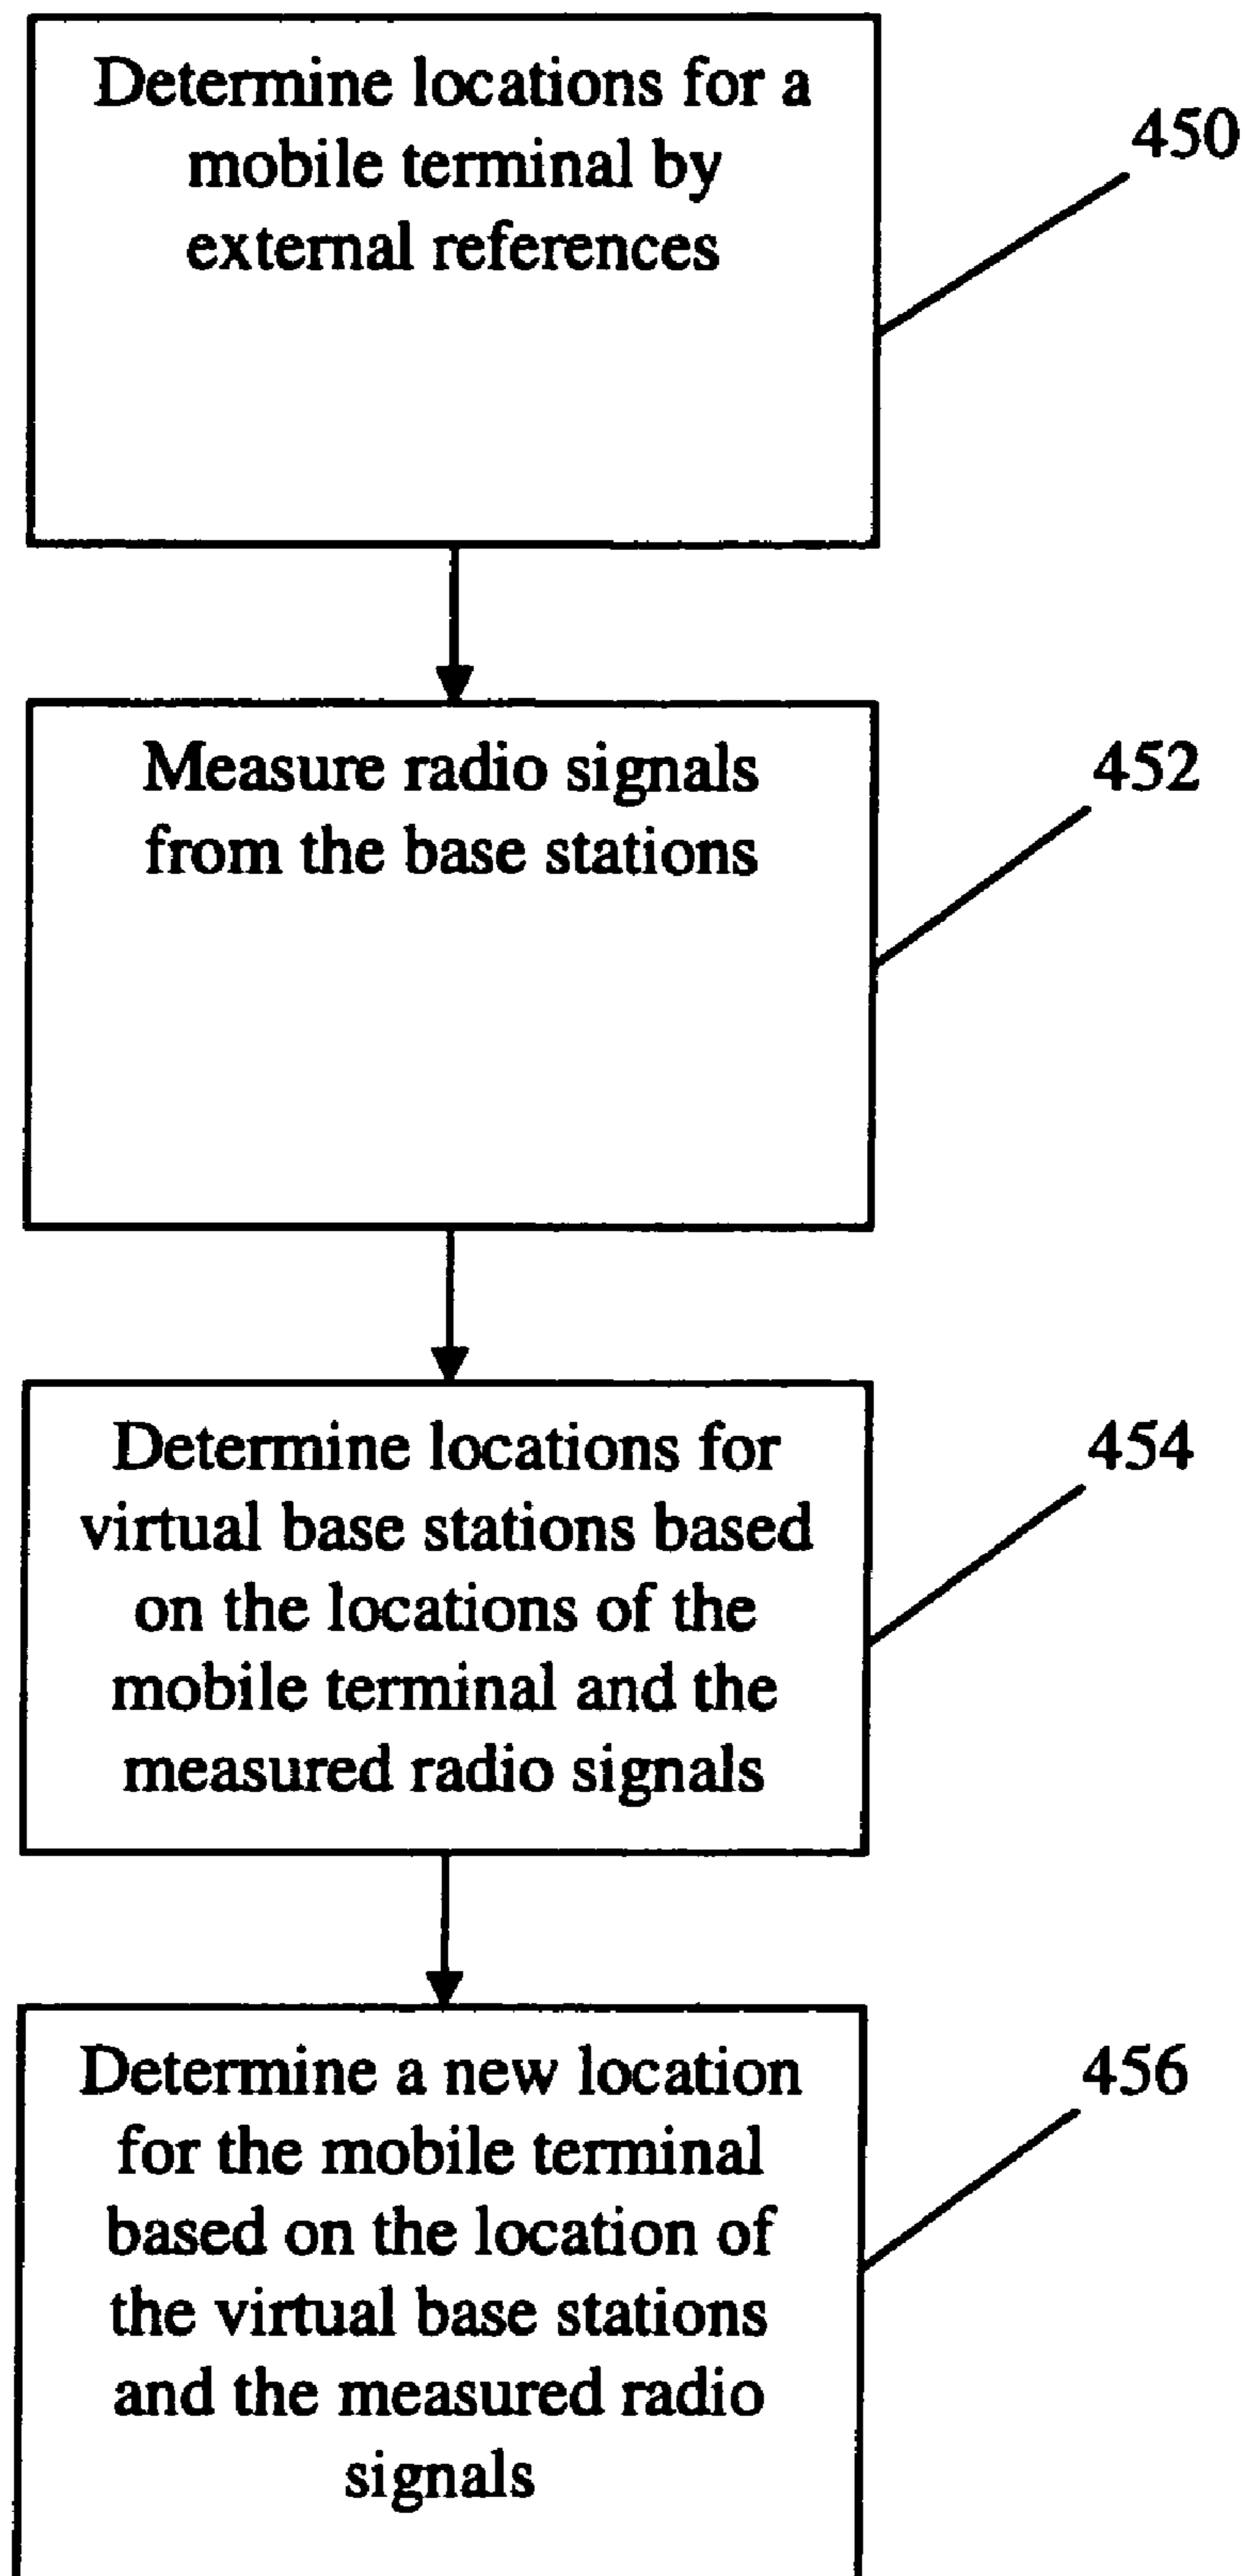 Determine locations for a
mobile terminal by
external references
450
Measure radio signals
from the base stations
452
Determine locations for
virtual base stations based
on the locations of the
mobile terminal and the
measured radio signals
454
Determine a new location
for the mobile terminal
based on the location of
the virtual base stations
and the measured radio
signals
456